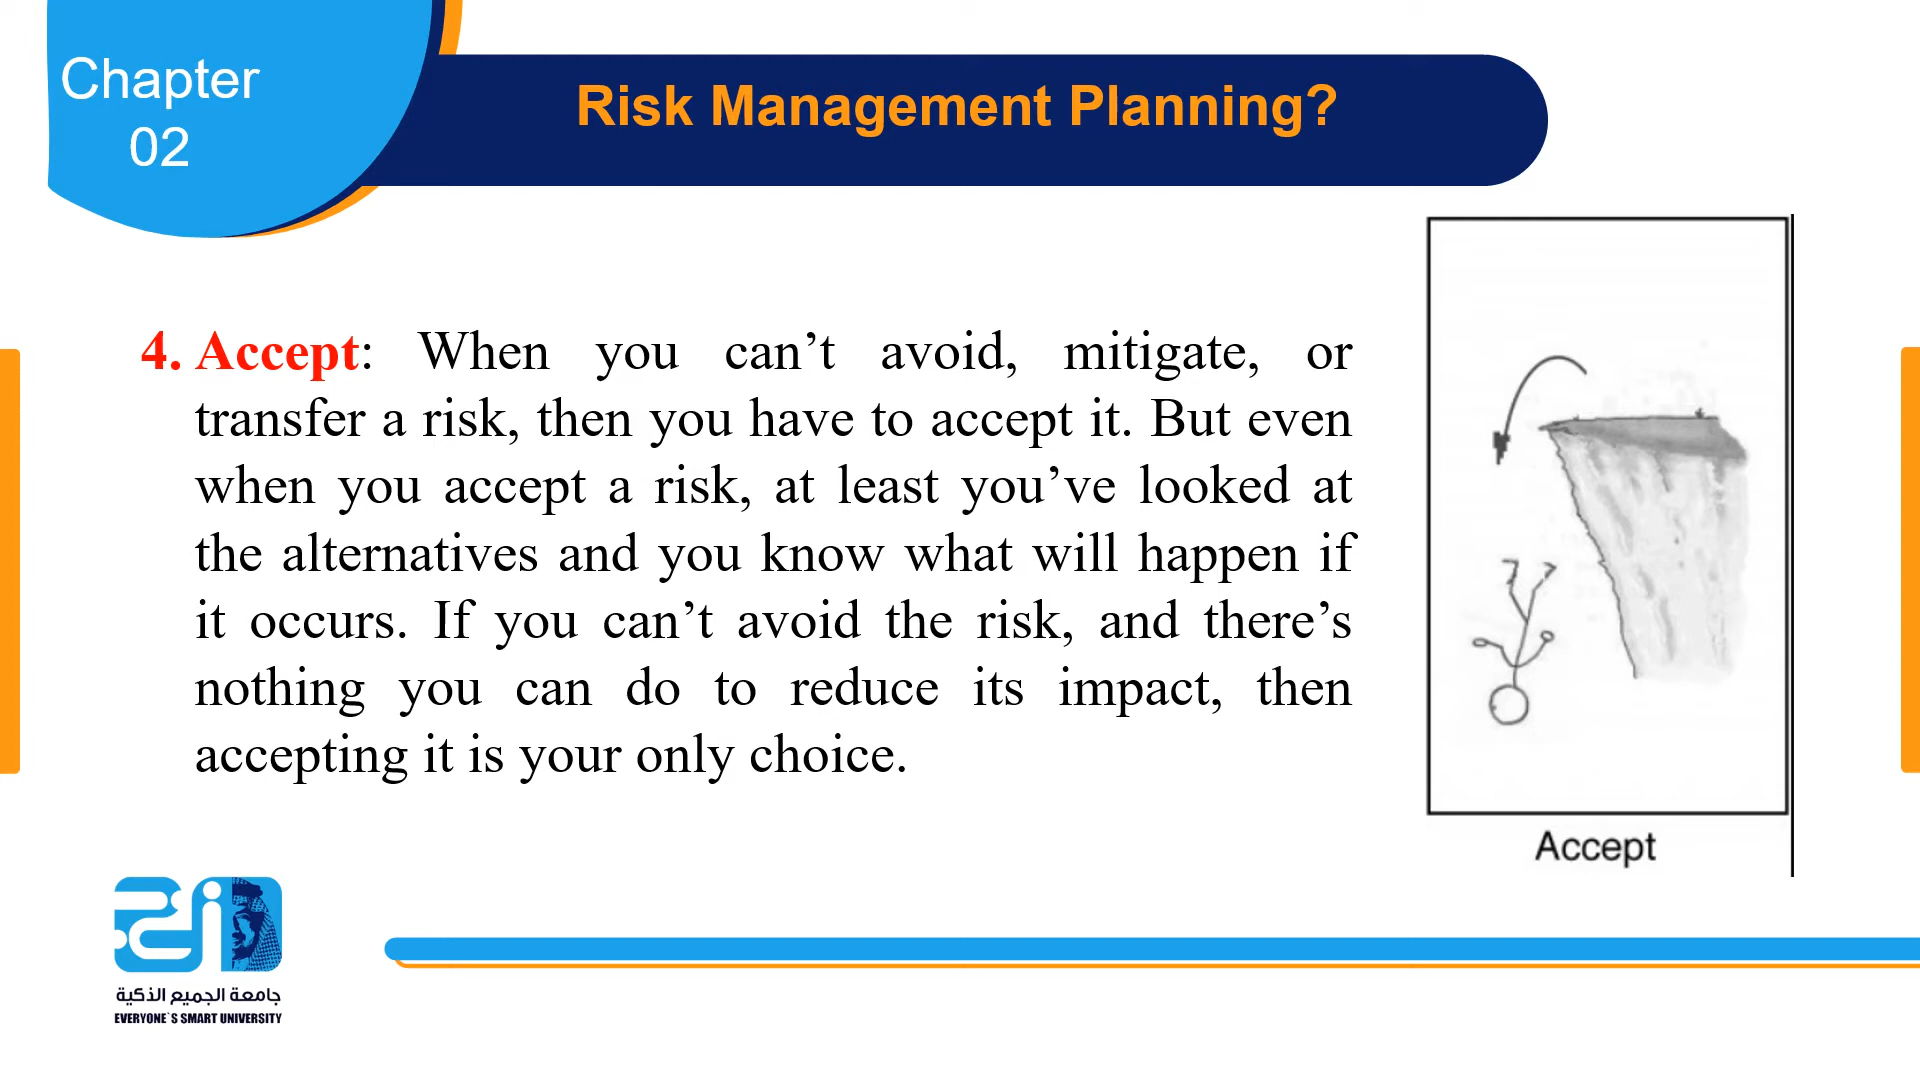 Chapter
02
Risk Management Planning?
4. Accept: When you can’t avoid, mitigate, or
transfer a risk, then you have to accept it. But even
when you accept a risk, at least you’ve looked at
the alternatives and you know what will happen if
it occurs. If you can’t avoid the risk, and there’s
nothing you can do to reduce its impact, then
accepting it is your only choice.
Accept
جامعة الجميع الذكية
EVERYONE`S SMART UNIVERSITY